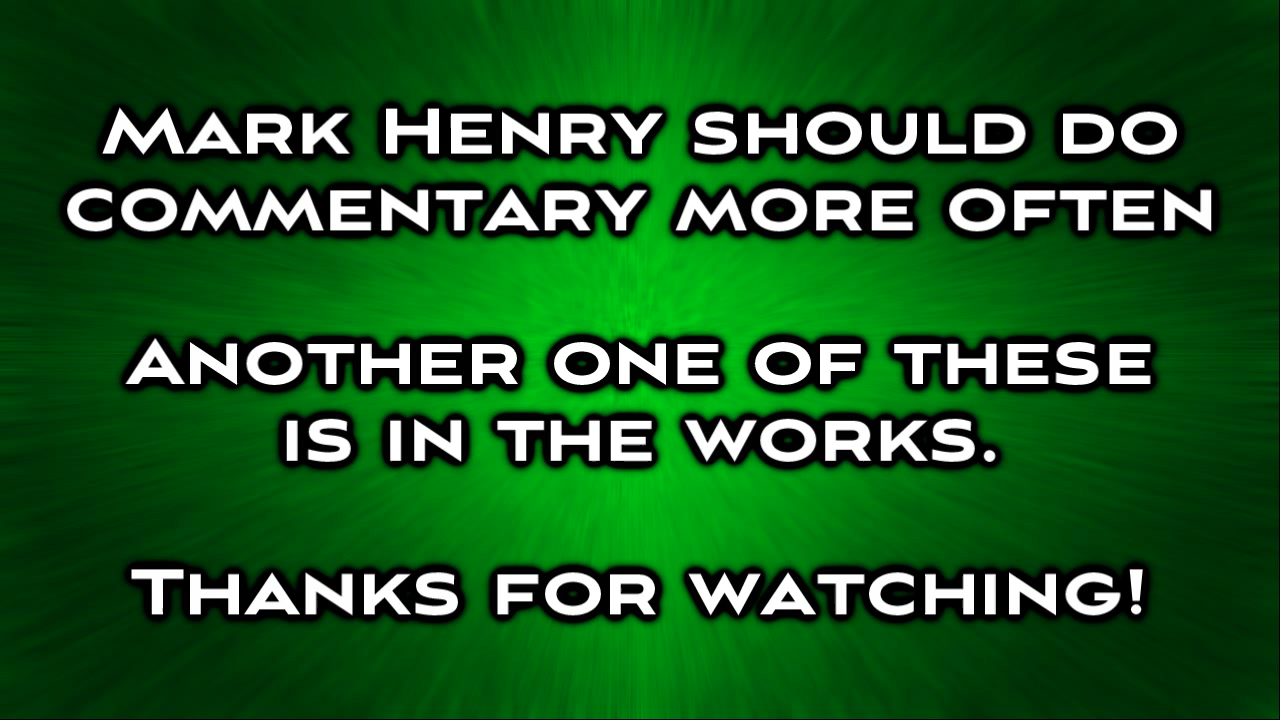 Mark Henry should do
commentary more often
Another one of these
is in the works.
Thanks for watching!